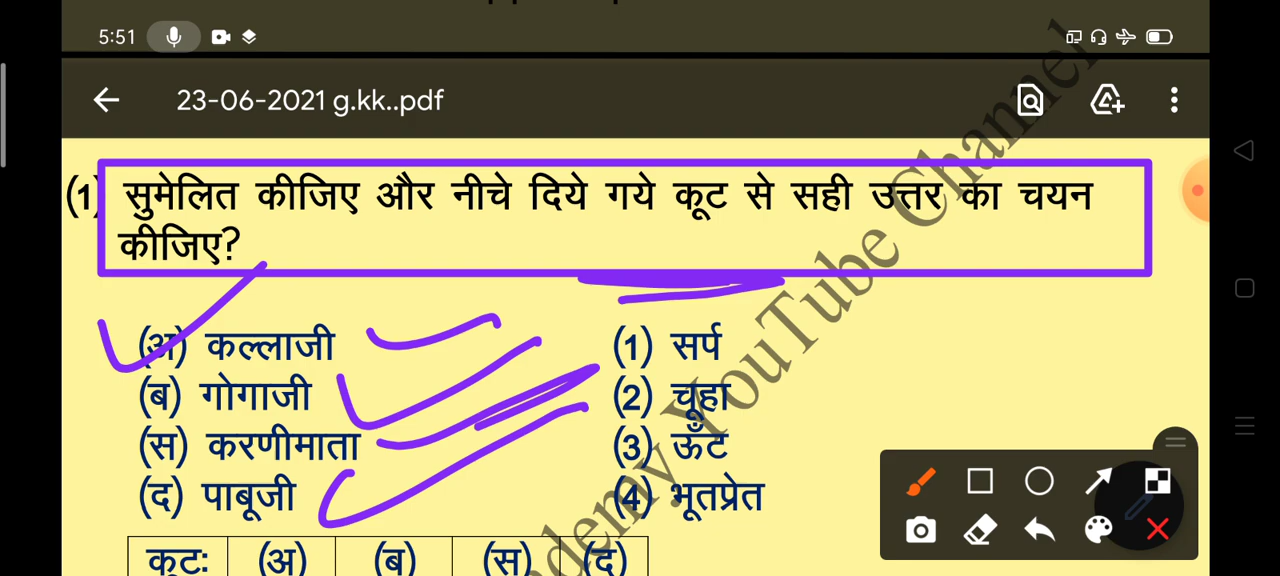 5:51
23-06-2021 g.kk..pdf
(1) सुमेलित कीजिए और नीचे दिये गये कूट से सही उत्तर का चयन
कीजिए?
(अ) कल्लाजी (1) सर्प
(ब) गोगाजी (2) चूहा
(स) करणीमाता (3) ऊँट
(द) पाबूजी (4) भूतप्रेत
कूटः (अ) (ब) (स) (द)
YouTube Channel